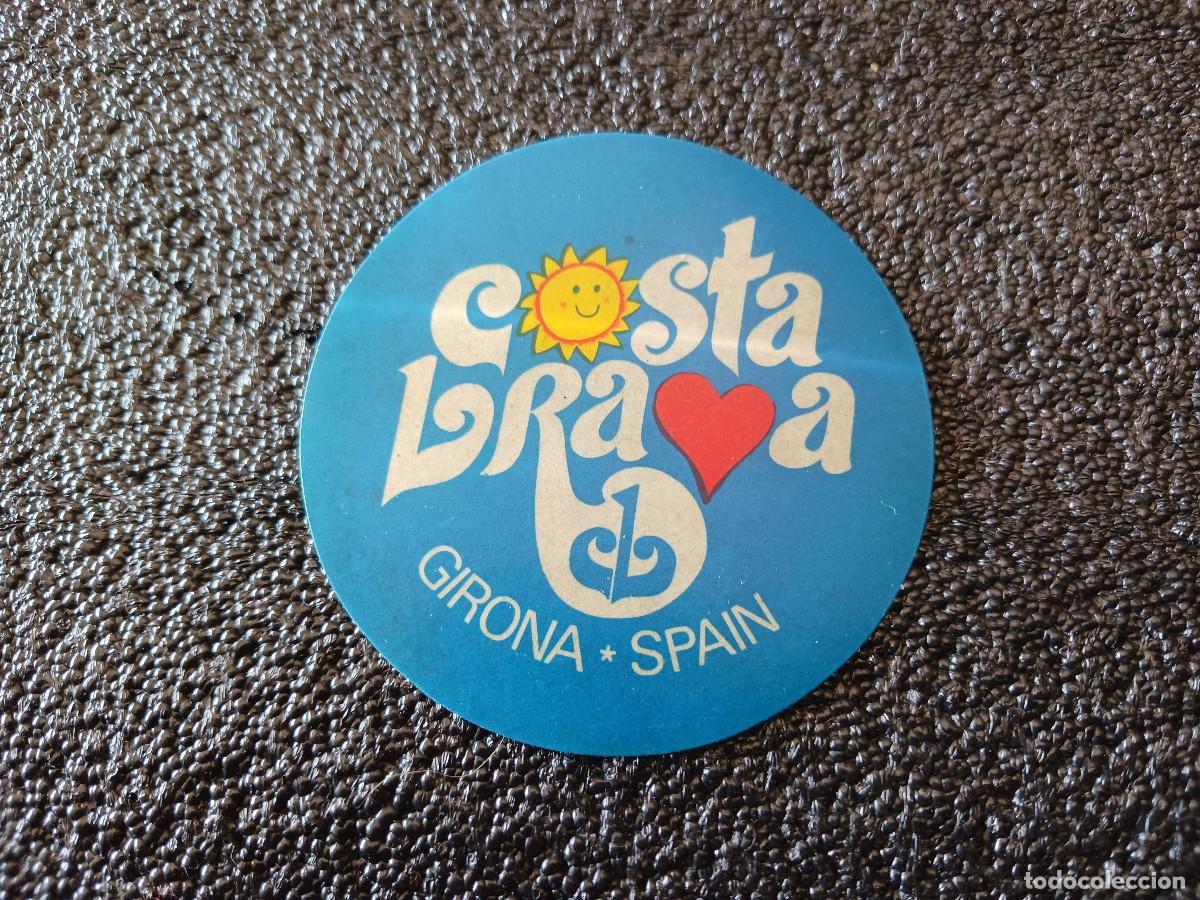 costa
brava
GIRONA * SPAIN
todocoleccion